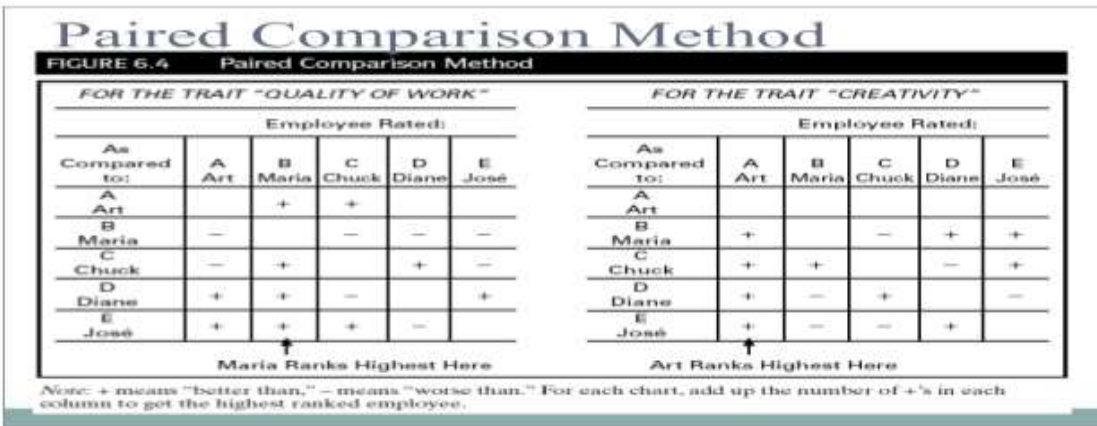 Paired Comparison Method
FIGURE 6.4 Paired Comparison Method
FOR THE TRAIT "QUALITY OF WORK"
Employee Rated:
As Compared to: A Art B Maria C Chuck D Diane E José
A Art + +
B Maria – – – –
C Chuck – + + –
D Diane + + – +
E José + + + –
Maria Ranks Highest Here
FOR THE TRAIT "CREATIVITY"
Employee Rated:
As Compared to: A Art B Maria C Chuck D Diane E José
A Art
B Maria + – + +
C Chuck + + – +
D Diane + – + –
E José + – – +
Art Ranks Highest Here
Note: + means "better than," – means "worse than." For each chart, add up the number of +'s in each
column to get the highest ranked employee.